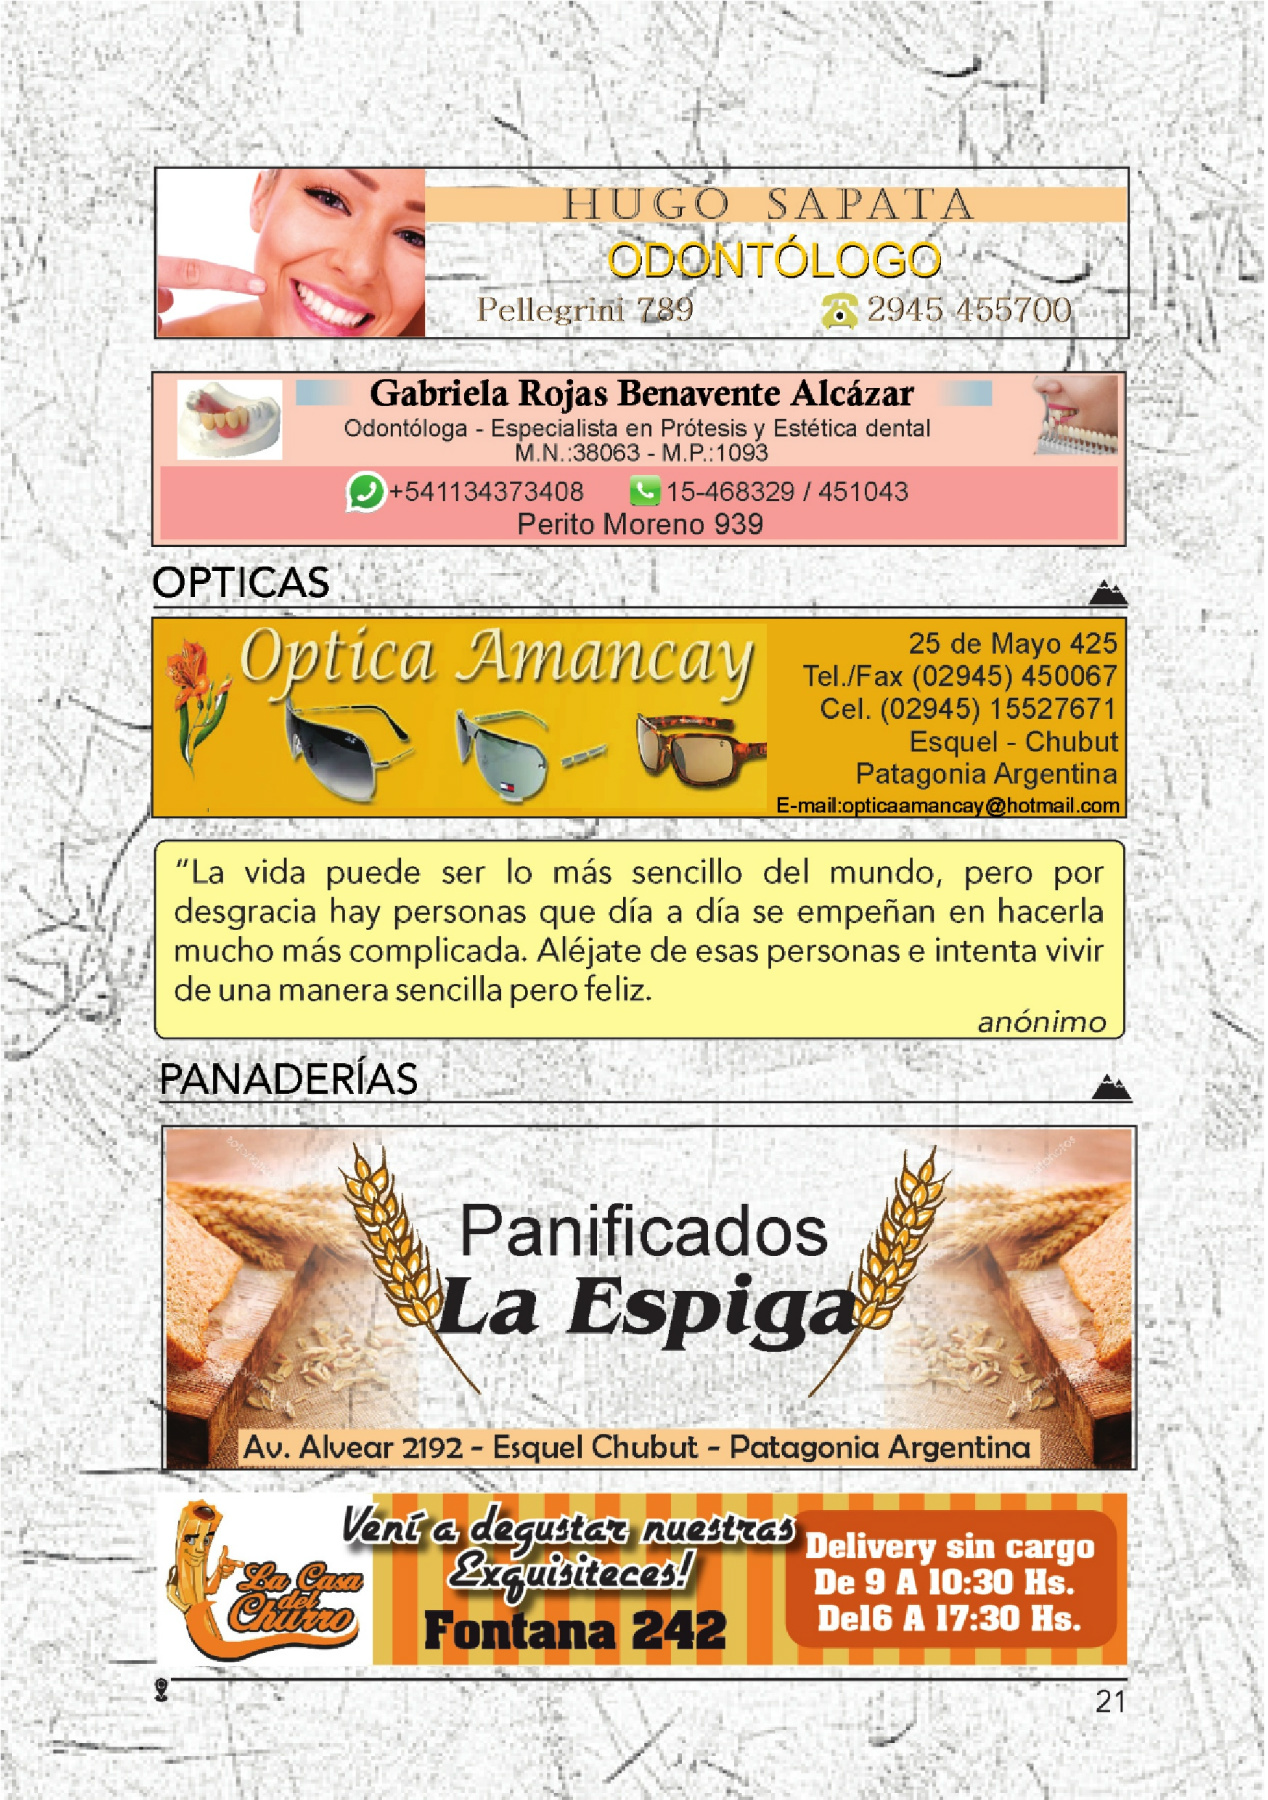 HUGO SAPATA
ODONTÓLOGO
Pellegrini 789
2945 455700
Gabriela Rojas Benavente Alcázar
Odontóloga - Especialista en Prótesis y Estética dental
M.N.:38063 - M.P.:1093
+541134373408
15-468329 / 451043
Perito Moreno 939
OPTICAS
Optica Amancay
25 de Mayo 425
Tel./Fax (02945) 450067
Cel. (02945) 15527671
Esquel - Chubut
Patagonia Argentina
E-mail:opticaamancay@hotmail.com
“La vida puede ser lo más sencillo del mundo, pero por
desgracia hay personas que día a día se empeñan en hacerla
mucho más complicada. Aléjate de esas personas e intenta vivir
de una manera sencilla pero feliz.
anónimo
PANADERÍAS
Panificados
La Espiga
Av. Alvear 2192 - Esquel Chubut - Patagonia Argentina
La Casa
del
Churro
Vení a degustar nuestras
Exquisiteces!
Fontana 242
Delivery sin cargo
De 9 A 10:30 Hs.
De16 A 17:30 Hs.
21